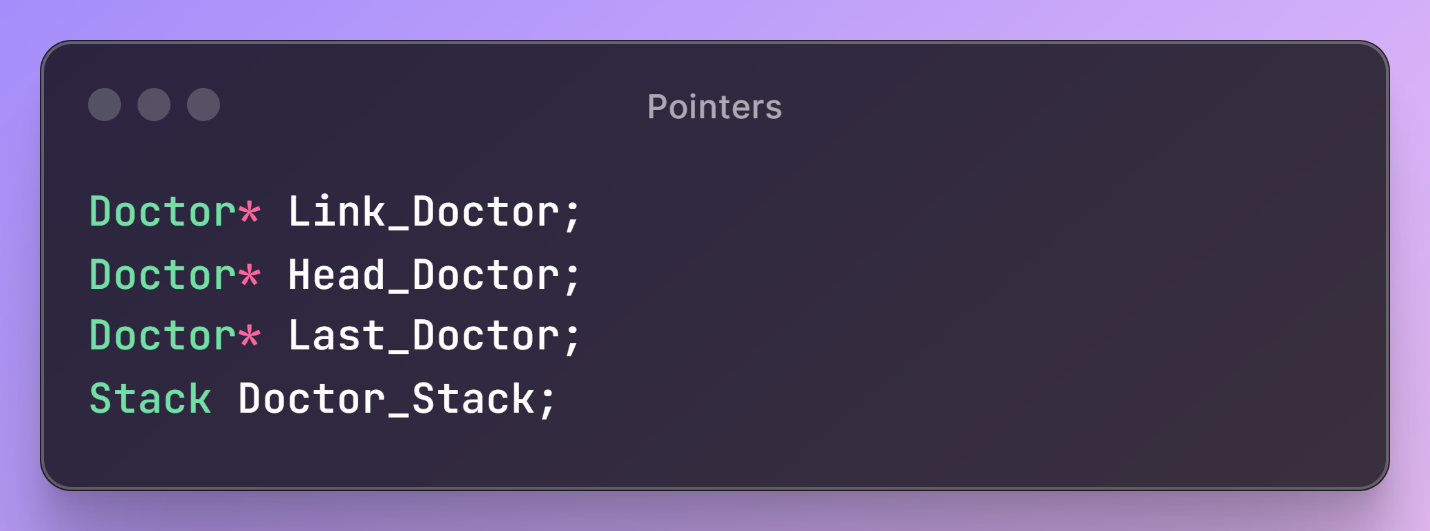 Pointers
Doctor* Link_Doctor;
Doctor* Head_Doctor;
Doctor* Last_Doctor;
Stack Doctor_Stack;